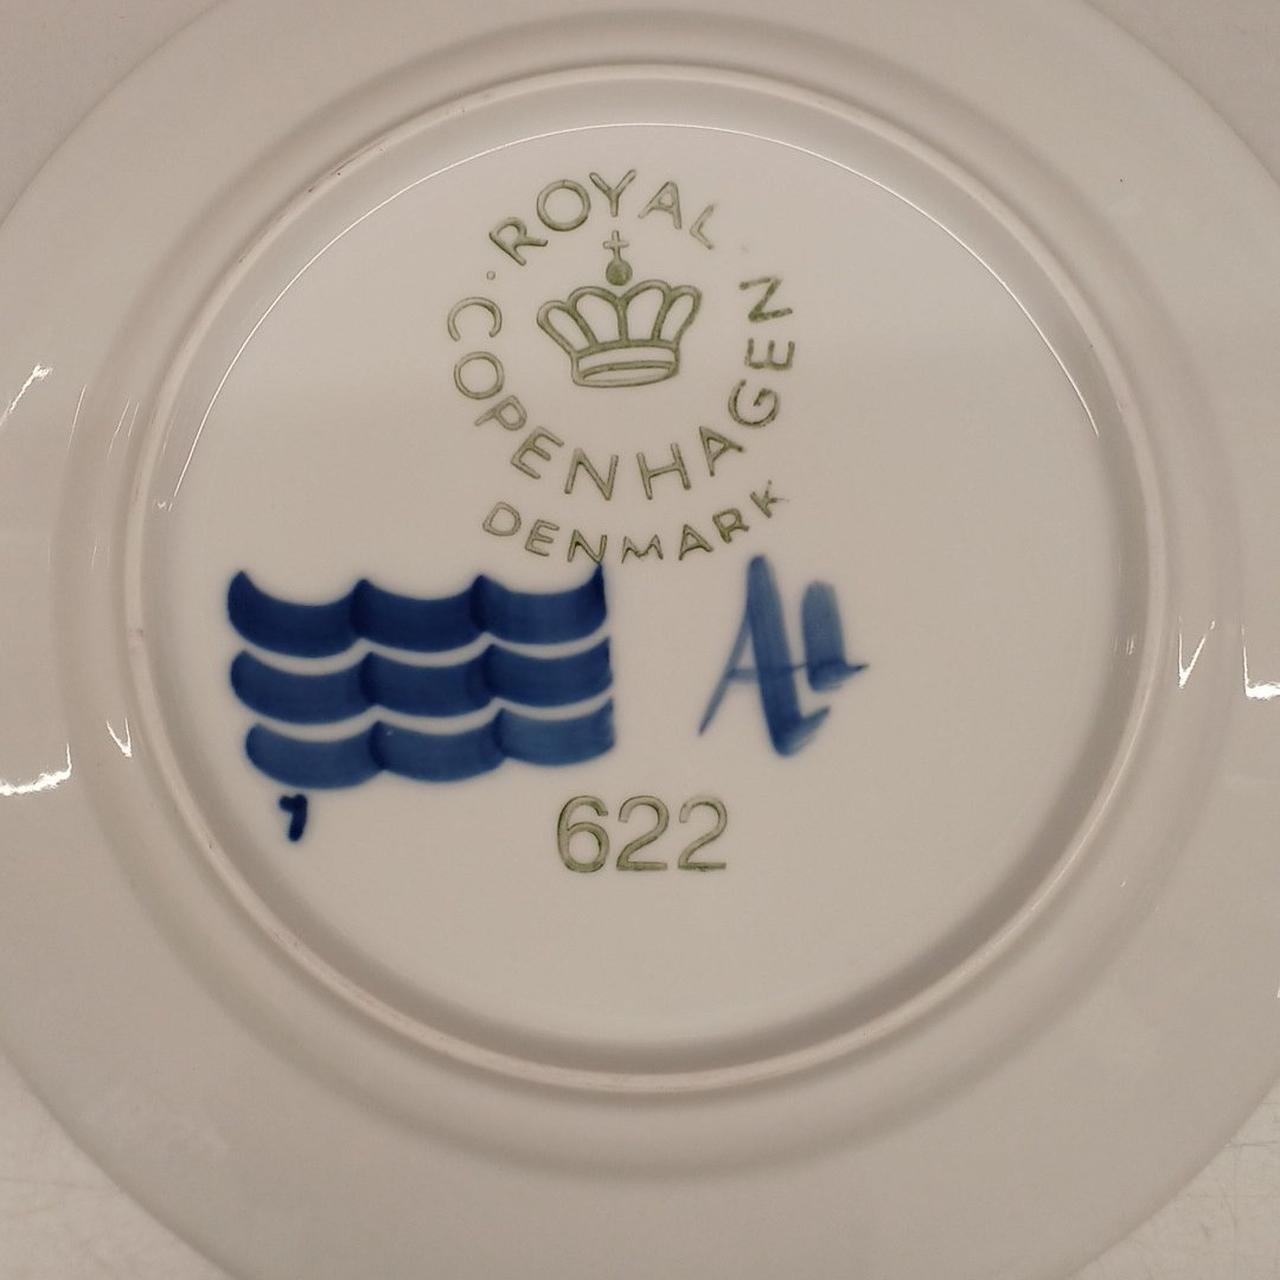 ROYAL
COPENHAGEN
DENMARK
622